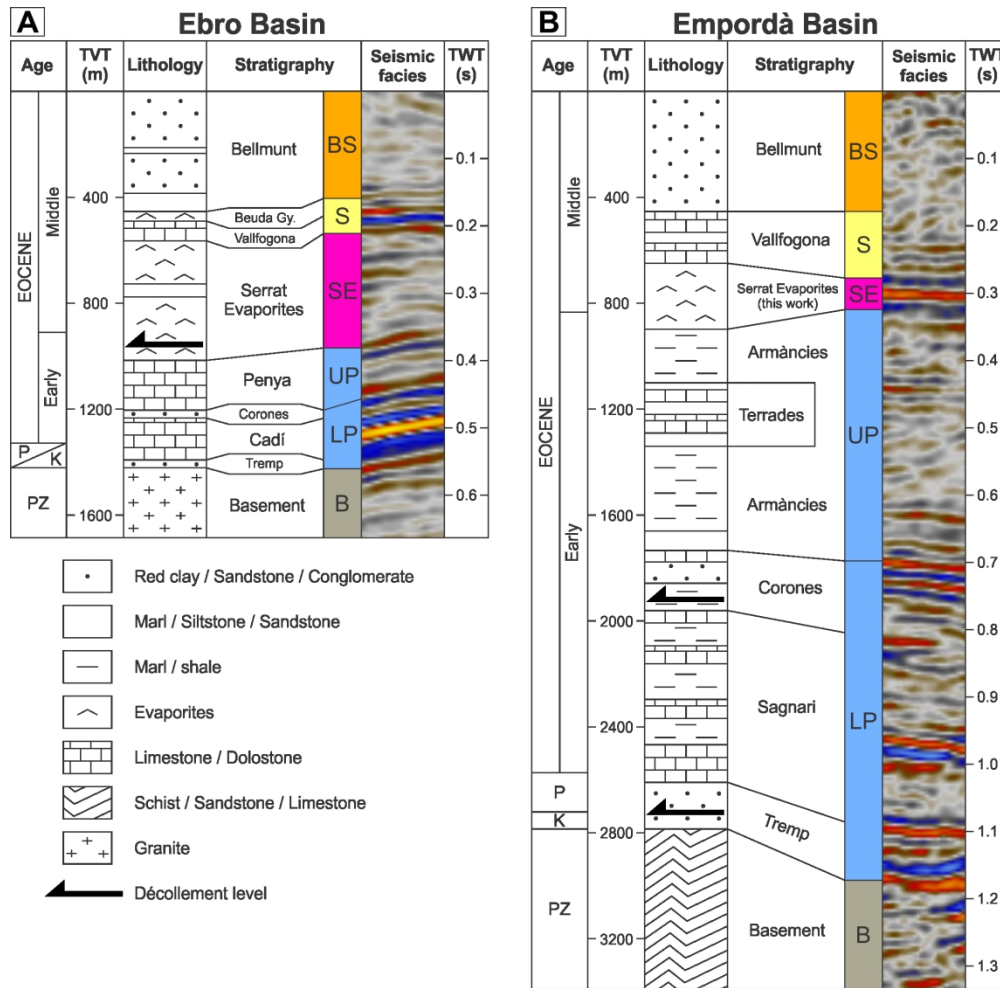 A Ebro Basin
Age TVT (m) Lithology Stratigraphy Seismic facies TWT (s)
EOCENE
Middle
Early
P
K
PZ
400
800
1200
1600
Bellmunt
Beuda Gy.
Vallfogona
Serrat Evaporites
Penya
Corones
Cadí
Tremp
Basement
BS
S
SE
UP
LP
B
0.1
0.2
0.3
0.4
0.5
0.6
Red clay / Sandstone / Conglomerate
Marl / Siltstone / Sandstone
Marl / shale
Evaporites
Limestone / Dolostone
Schist / Sandstone / Limestone
Granite
Décollement level
B Empordà Basin
Age TVT (m) Lithology Stratigraphy Seismic facies TWT (s)
EOCENE
Middle
Early
P
K
PZ
400
800
1200
1600
2000
2400
2800
3200
Bellmunt
Vallfogona
Serrat Evaporites
(this work)
Armàncies
Terrades
Armàncies
Corones
Sagnari
Tremp
Basement
BS
S
SE
UP
LP
B
0.1
0.2
0.3
0.4
0.5
0.6
0.7
0.8
0.9
1.0
1.1
1.2
1.3